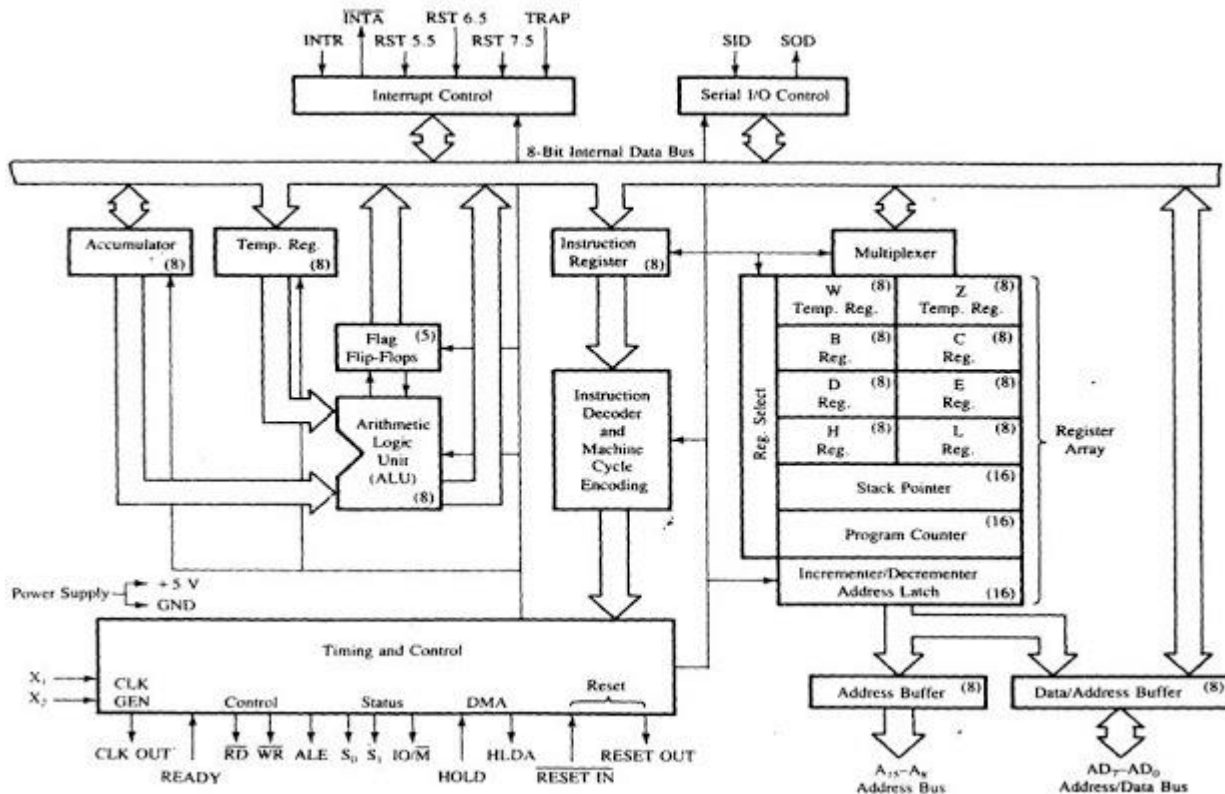 INTA
RST 6.5
TRAP
INTR
RST 5.5
RST 7.5
SID
SOD
Interrupt Control
Serial I/O Control
8-Bit Internal Data Bus
Accumulator
(8)
Temp. Reg.
(8)
Instruction
Register
(8)
Multiplexer
Flag
Flip-Flops
(5)
Arithmetic
Logic
Unit
(ALU)
(8)
Instruction
Decoder
and
Machine
Cycle
Encoding
Reg. Select
W (8)
Temp. Reg.
Z (8)
Temp. Reg.
B (8)
Reg.
C (8)
Reg.
D (8)
Reg.
E (8)
Reg.
H (8)
Reg.
L (8)
Reg.
Stack Pointer (16)
Program Counter (16)
Incrementer/Decrementer
Address Latch (16)
Register
Array
Power Supply
+5 V
GND
Timing and Control
X₁
X₂
CLK
GEN
Control
Status
DMA
Reset
CLK OUT
READY
RD
WR
ALE
S₀
S₁
IO/M
HOLD
HLDA
RESET IN
RESET OUT
Address Buffer (8)
Data/Address Buffer (8)
A₁₅–A₈
Address Bus
AD₇–AD₀
Address/Data Bus